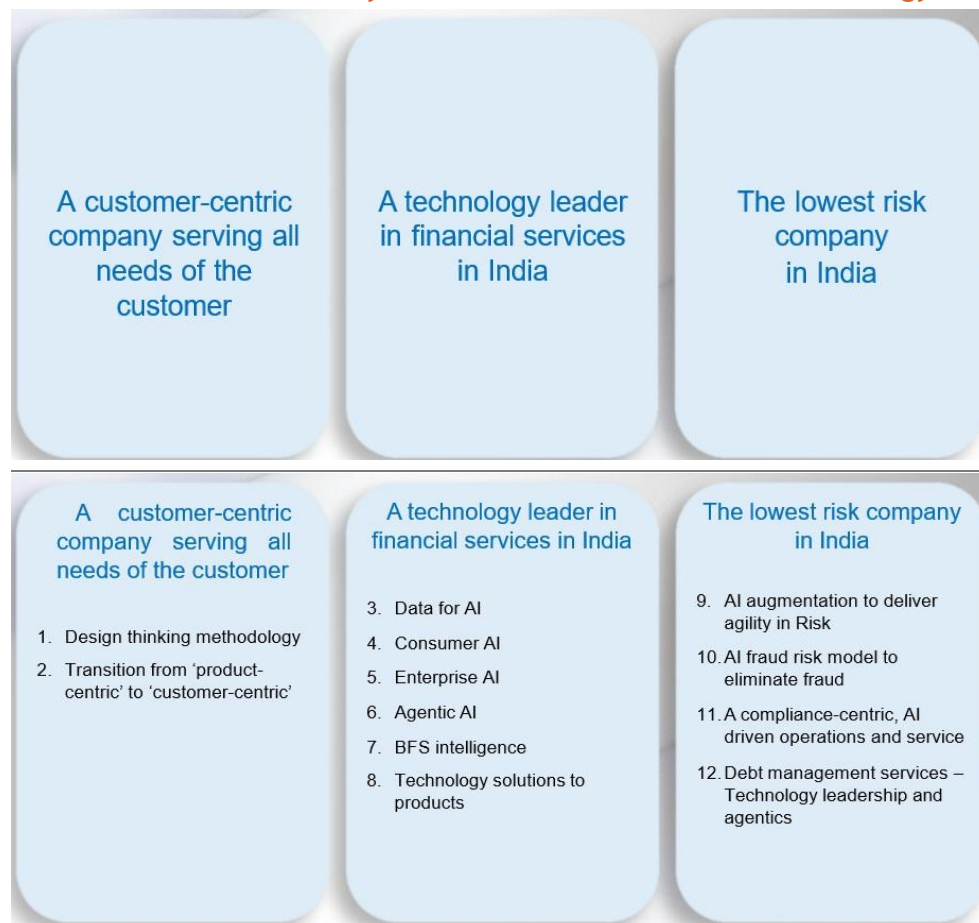 A customer-centric
company serving all
needs of the
customer
A technology leader
in financial services
in India
The lowest risk
company
in India
A customer-centric
company serving all
needs of the customer
1. Design thinking methodology
2. Transition from ‘product-
centric’ to ‘customer-centric’
A technology leader in
financial services in India
3. Data for AI
4. Consumer AI
5. Enterprise AI
6. Agentic AI
7. BFS intelligence
8. Technology solutions to
products
The lowest risk company
in India
9. AI augmentation to deliver
agility in Risk
10. AI fraud risk model to
eliminate fraud
11. A compliance-centric, AI
driven operations and service
12. Debt management services –
Technology leadership and
agentics